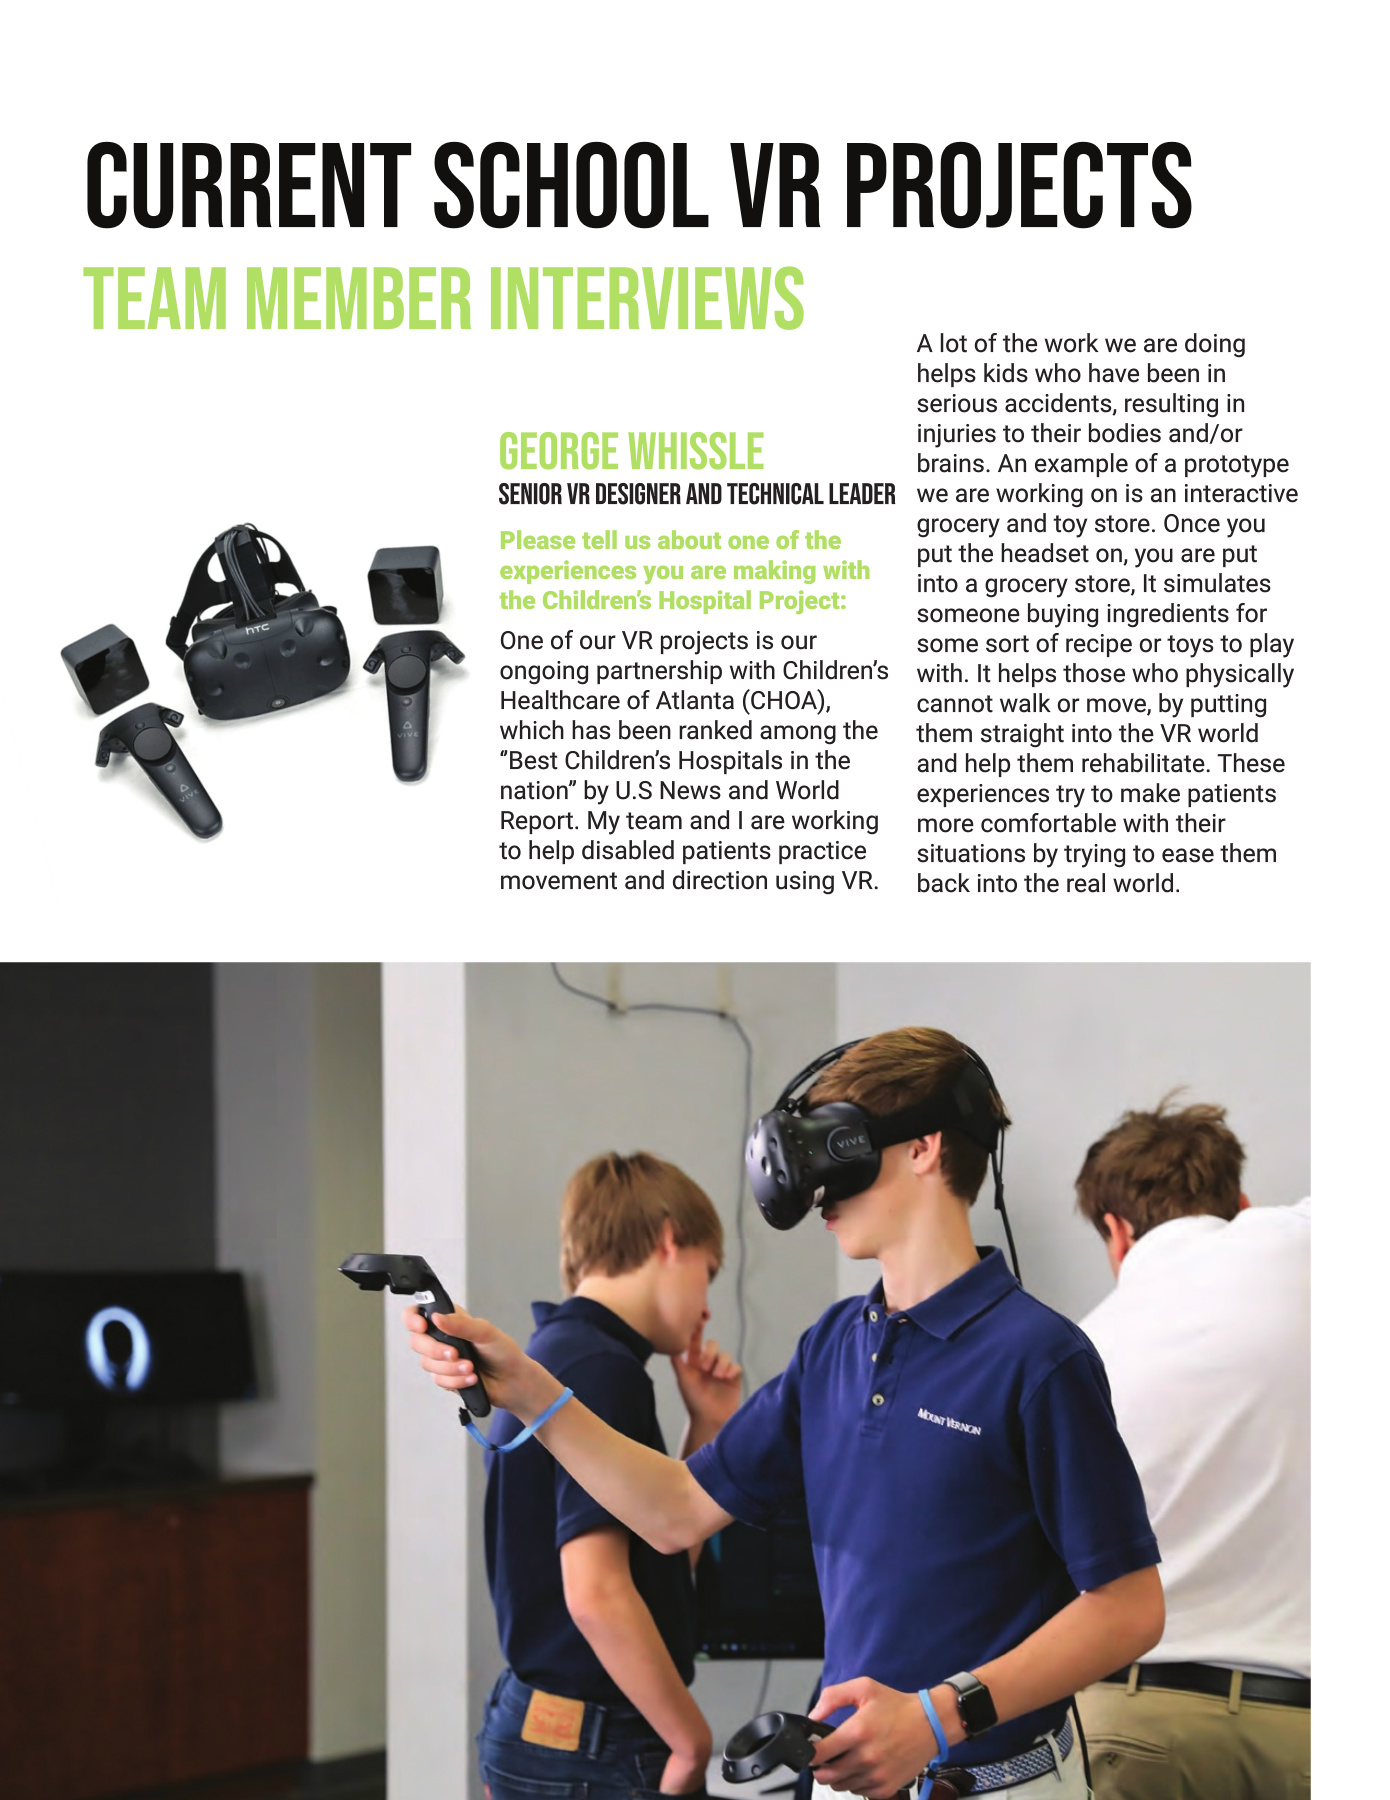 CURRENT SCHOOL VR PROJECTS
TEAM MEMBER INTERVIEWS
GEORGE WHISSLE
SENIOR VR DESIGNER AND TECHNICAL LEADER
Please tell us about one of the
experiences you are making with
the Children's Hospital Project:
One of our VR projects is our
ongoing partnership with Children's
Healthcare of Atlanta (CHOA),
which has been ranked among the
"Best Children's Hospitals in the
nation" by U.S News and World
Report. My team and I are working
to help disabled patients practice
movement and direction using VR.
A lot of the work we are doing
helps kids who have been in
serious accidents, resulting in
injuries to their bodies and/or
brains. An example of a prototype
we are working on is an interactive
grocery and toy store. Once you
put the headset on, you are put
into a grocery store, It simulates
someone buying ingredients for
some sort of recipe or toys to play
with. It helps those who physically
cannot walk or move, by putting
them straight into the VR world
and help them rehabilitate. These
experiences try to make patients
more comfortable with their
situations by trying to ease them
back into the real world.
hTC
VIVE
VIVE
VIVE
MOUNT VERNON